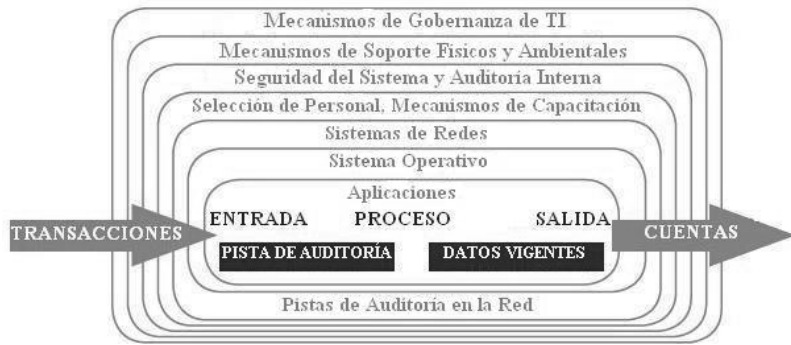 Mecanismos de Gobernanza de TI
Mecanismos de Soporte Físicos y Ambientales
Seguridad del Sistema y Auditoría Interna
Selección de Personal, Mecanismos de Capacitación
Sistemas de Redes
Sistema Operativo
Aplicaciones
ENTRADA PROCESO SALIDA
TRANSACCIONES CUENTAS
PISTA DE AUDITORÍA DATOS VIGENTES
Pistas de Auditoría en la Red